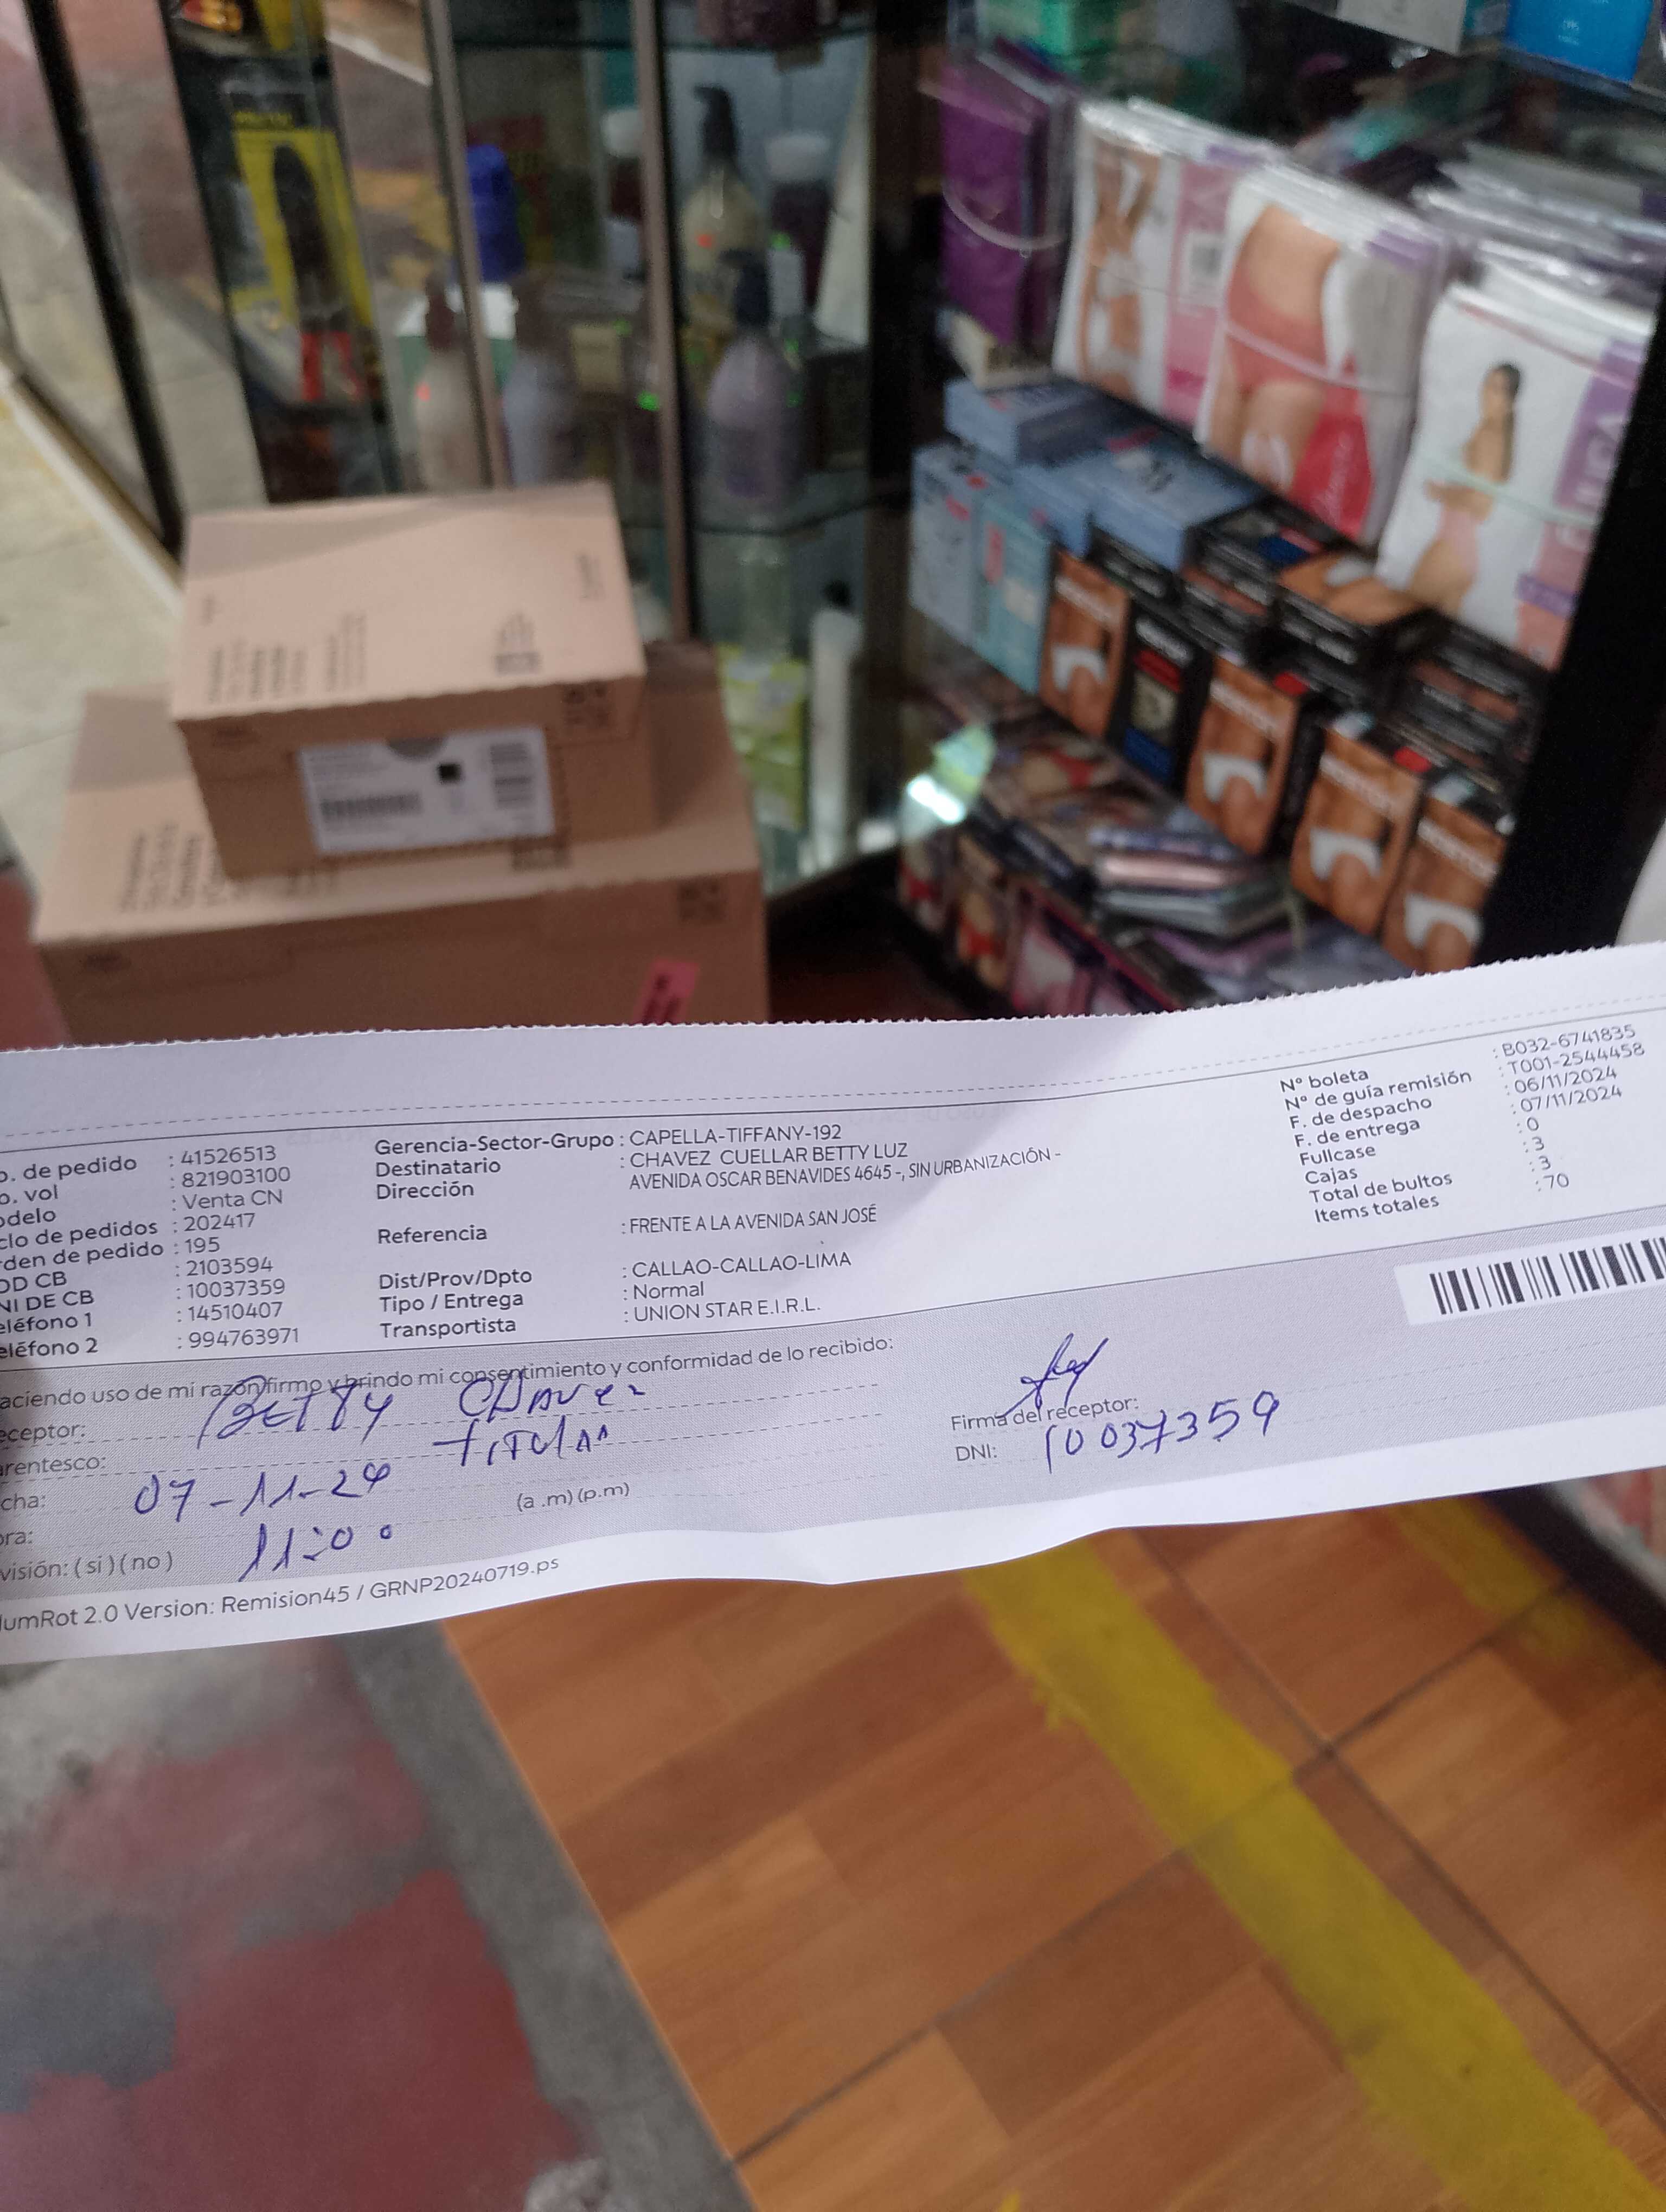 o. de pedido : 41526513
o. vol : 821903100
odelo : Venta CN
clo de pedidos : 202417
rden de pedido : 195
OD CB : 2103594
NI DE CB : 10037359
eléfono 1 : 14510407
eléfono 2 : 994763971
Gerencia-Sector-Grupo : CAPELLA-TIFFANY-192
Destinatario : CHAVEZ CUELLAR BETTY LUZ
Dirección AVENIDA OSCAR BENAVIDES 4645 -, SIN URBANIZACIÓN -
Referencia : FRENTE A LA AVENIDA SAN JOSÉ
Dist/Prov/Dpto : CALLAO-CALLAO-LIMA
Tipo / Entrega : Normal
Transportista : UNION STAR E.I.R.L.
Nº boleta : B032-6741835
Nº de guía remisión : T001-2544458
F. de despacho : 06/11/2024
F. de entrega : 07/11/2024
Fullcase : 0
Cajas : 3
Total de bultos : 3
Items totales : 70
aciendo uso de mi razón firmo y brindo mi consentimiento y conformidad de lo recibido:
eceptor: BETTY CHAVEZ
arentesco: TITULAR
cha: 07-11-24
ora: 11:00 (a .m) (p.m)
visión: ( si ) ( no )
Firma del receptor:
DNI: 10037359
lumRot 2.0 Version: Remision45 / GRNP20240719.ps